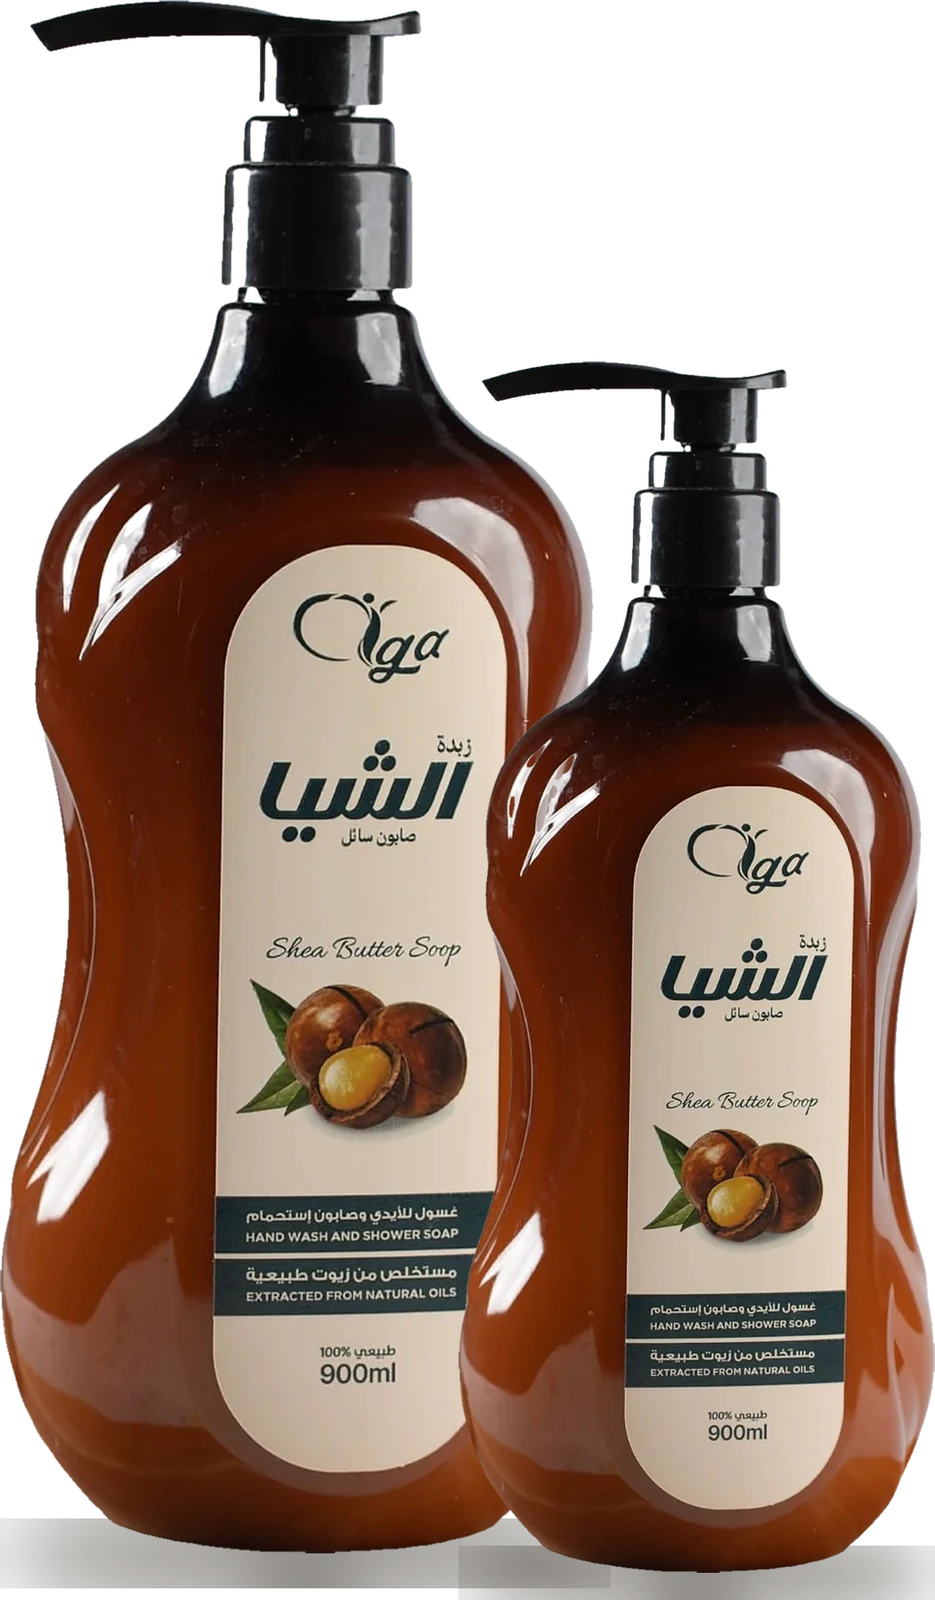 Oiga
زبدة
الشيا
صابون سائل
Shea Butter Soop
غسول للأيدي وصابون إستحمام
HAND WASH AND SHOWER SOAP
مستخلص من زيوت طبيعية
EXTRACTED FROM NATURAL OILS
طبيعي %100
900ml
Oiga
زبدة
الشيا
صابون سائل
Shea Butter Soop
غسول للأيدي وصابون إستحمام
HAND WASH AND SHOWER SOAP
مستخلص من زيوت طبيعية
EXTRACTED FROM NATURAL OILS
طبيعي %100
900ml